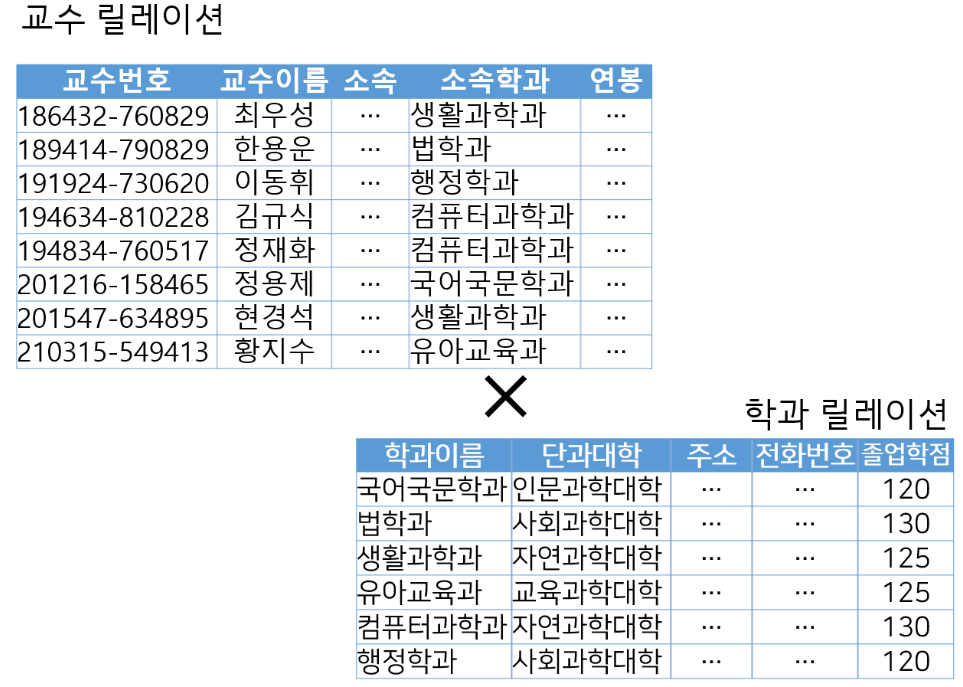 교수 릴레이션
교수번호 교수이름 소속 소속학과 연봉
186432-760829 최우성 ... 생활과학과 ...
189414-790829 한용운 ... 법학과 ...
191924-730620 이동휘 ... 행정학과 ...
194634-810228 김규식 ... 컴퓨터과학과 ...
194834-760517 정재화 ... 컴퓨터과학과 ...
201216-158465 정용제 ... 국어국문학과 ...
201547-634895 현경석 ... 생활과학과 ...
210315-549413 황지수 ... 유아교육과 ...
×
학과 릴레이션
학과이름 단과대학 주소 전화번호 졸업학점
국어국문학과 인문과학대학 ... ... 120
법학과 사회과학대학 ... ... 130
생활과학과 자연과학대학 ... ... 125
유아교육과 교육과학대학 ... ... 125
컴퓨터과학과 자연과학대학 ... ... 130
행정학과 사회과학대학 ... ... 120